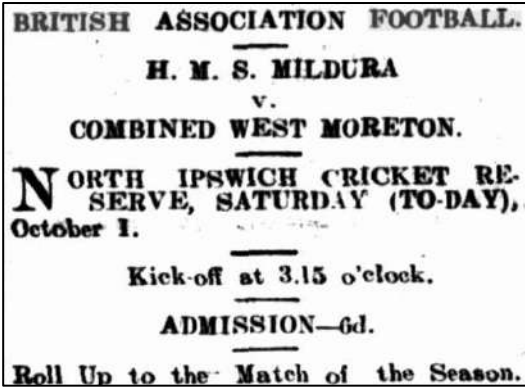 BRITISH ASSOCIATION FOOTBALL.
H. M. S. MILDURA
v.
COMBINED WEST MORETON.
NORTH IPSWICH CRICKET RE-
SERVE, SATURDAY (TO-DAY),
October 1.
Kick-off at 3.15 o'clock.
ADMISSION—6d.
Roll Up to the Match of the Season.